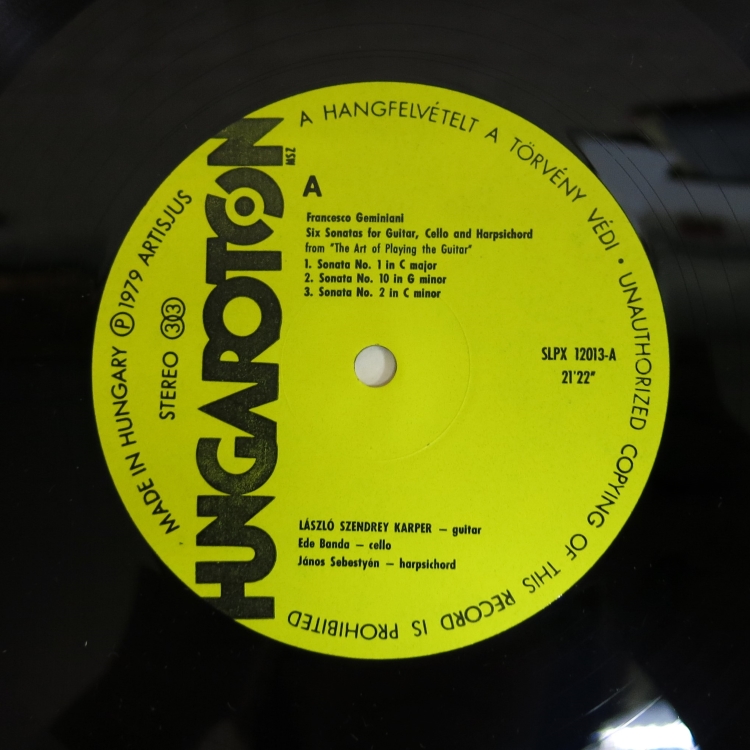 A HANGFELVÉTELT A TÖRVÉNY VÉDI • UNAUTHORIZED COPYING OF THIS RECORD IS PROHIBITED
MADE IN HUNGARY Ⓟ 1979 ARTISJUS
STEREO 33
HUNGAROTON
MSZ
A
Francesco Geminiani
Six Sonatas for Guitar, Cello and Harpsichord
from "The Art of Playing the Guitar"
1. Sonata No. 1 in C major
2. Sonata No. 10 in G minor
3. Sonata No. 2 in C minor
SLPX 12013-A
21'22"
LÁSZLÓ SZENDREY KARPER – guitar
Ede Banda – cello
János Sebestyén – harpsichord